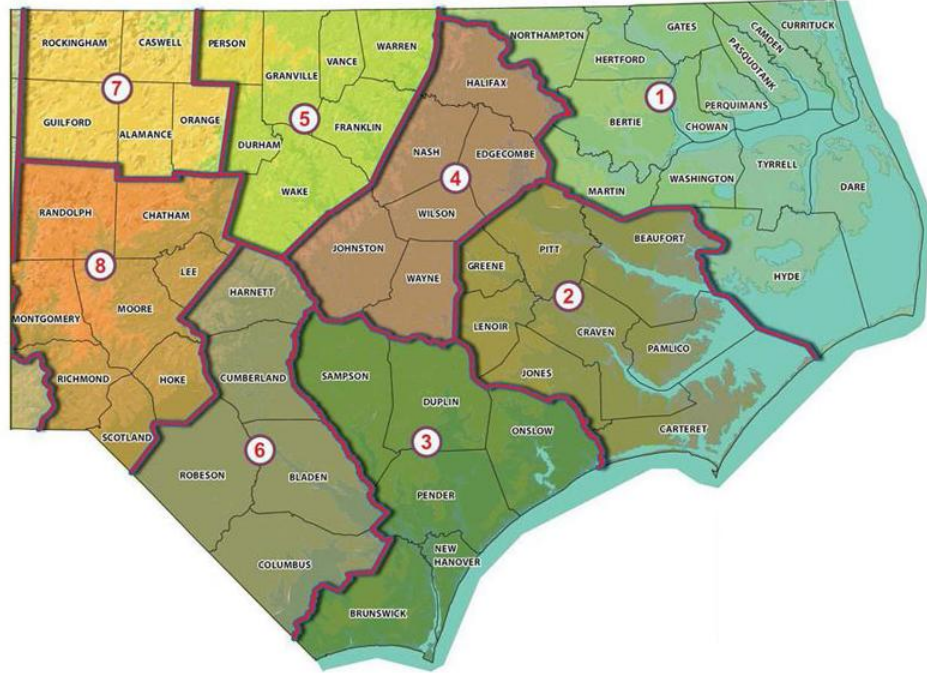 ROCKINGHAM
CASWELL
PERSON
WARREN
VANCE
GRANVILLE
7
5
GUILFORD
ALAMANCE
ORANGE
DURHAM
FRANKLIN
WAKE
NORTHAMPTON
GATES
CAMDEN
CURRITUCK
HERTFORD
PASQUOTANK
HALIFAX
1
PERQUIMANS
BERTIE
CHOWAN
NASH
EDGECOMBE
4
WASHINGTON
TYRRELL
DARE
MARTIN
WILSON
JOHNSTON
WAYNE
HYDE
RANDOLPH
CHATHAM
8
LEE
MOORE
HARNETT
MONTGOMERY
RICHMOND
HOKE
SCOTLAND
PITT
BEAUFORT
GREENE
2
LENOIR
CRAVEN
PAMLICO
JONES
CARTERET
CUMBERLAND
SAMPSON
DUPLIN
ONSLOW
6
3
ROBESON
BLADEN
PENDER
COLUMBUS
NEW
HANOVER
BRUNSWICK